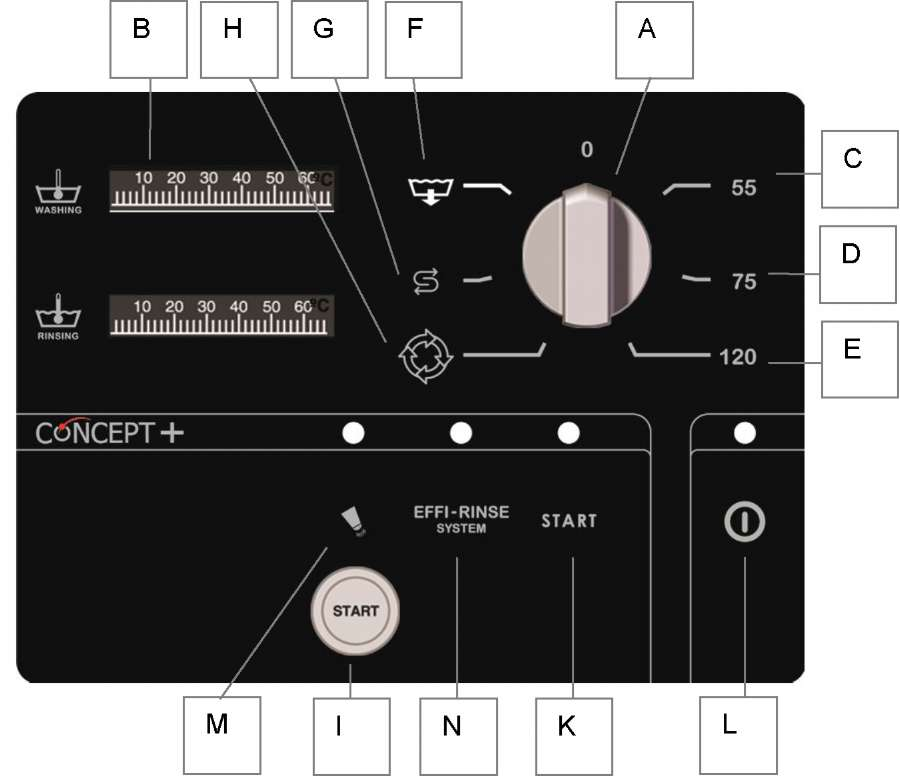 B H G F A
0
10 20 30 40 50 60 °C
WASHING
55
C
75
D
10 20 30 40 50 60 °C
RINSING
120
E
CONCEPT +
EFFI-RINSE
SYSTEM
START
START
M I N K L